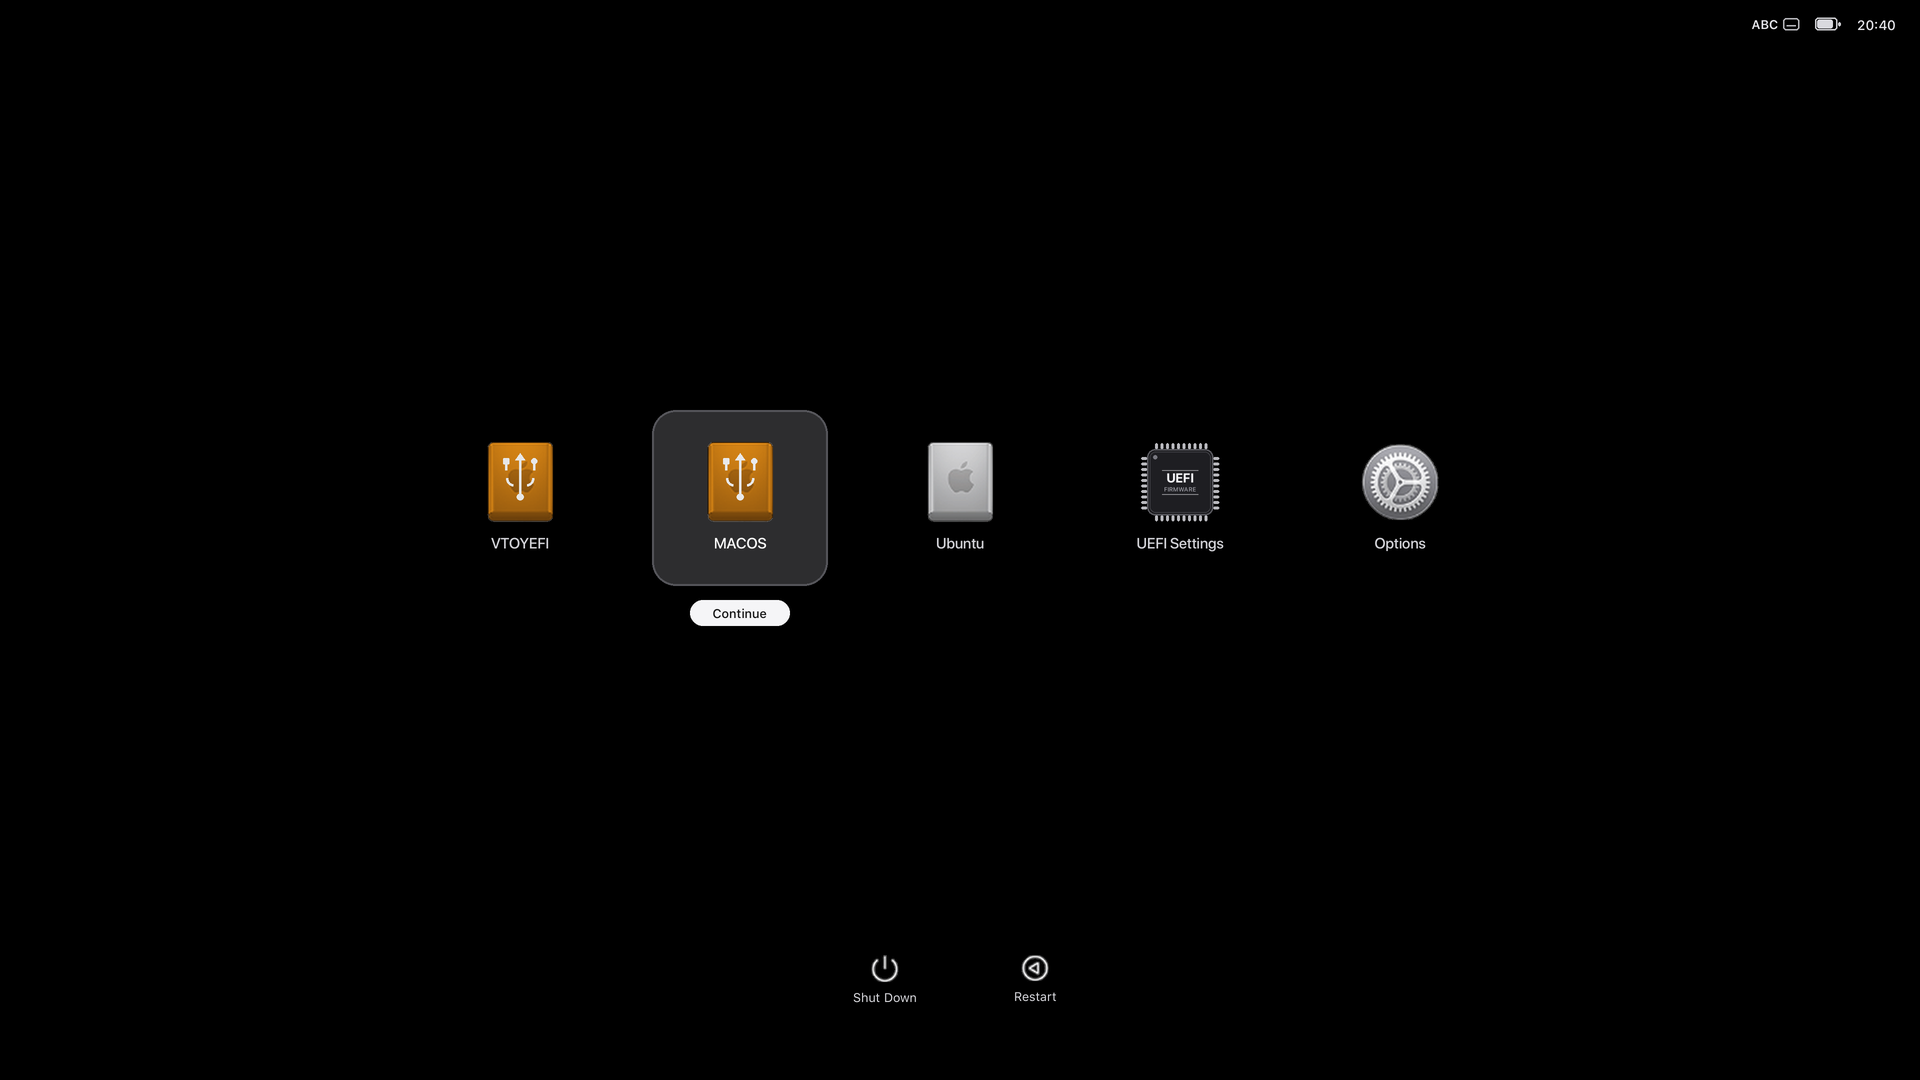 ABC 20:40
VTOYEFI
MACOS
Ubuntu
UEFI
FIRMWARE
UEFI Settings
Options
Continue
Shut Down
Restart